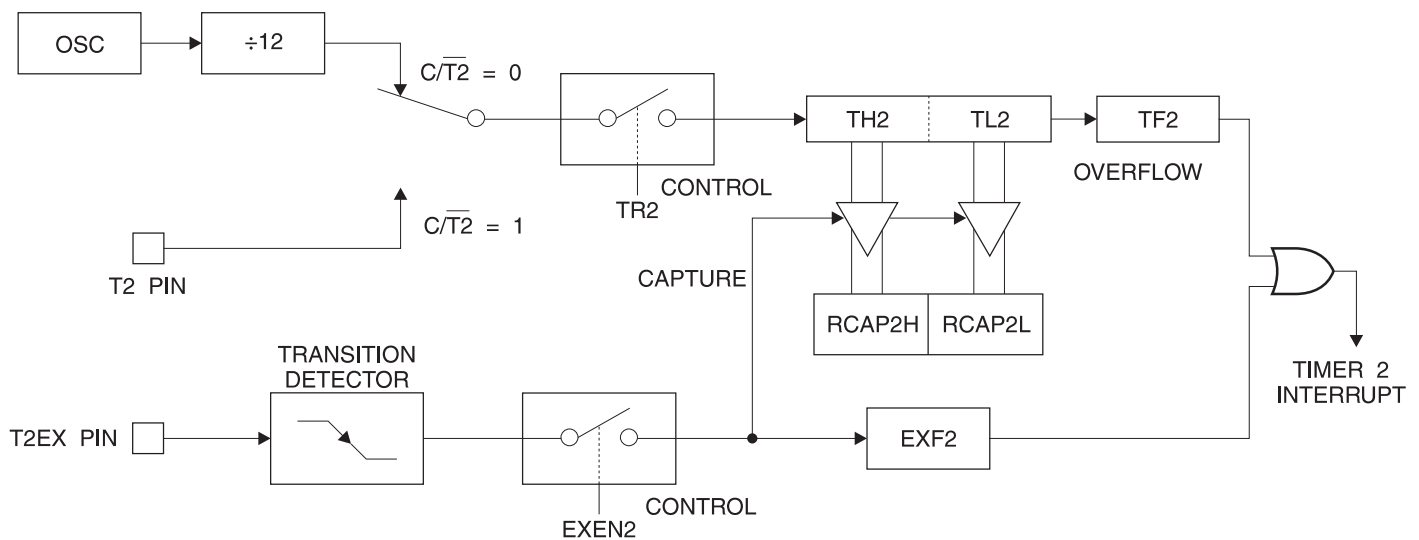 OSC
÷12
C/T2̅ = 0
TH2
TL2
TF2
OVERFLOW
CONTROL
TR2
C/T2̅ = 1
T2 PIN
CAPTURE
RCAP2H
RCAP2L
TRANSITION
DETECTOR
TIMER 2
INTERRUPT
T2EX PIN
EXF2
CONTROL
EXEN2